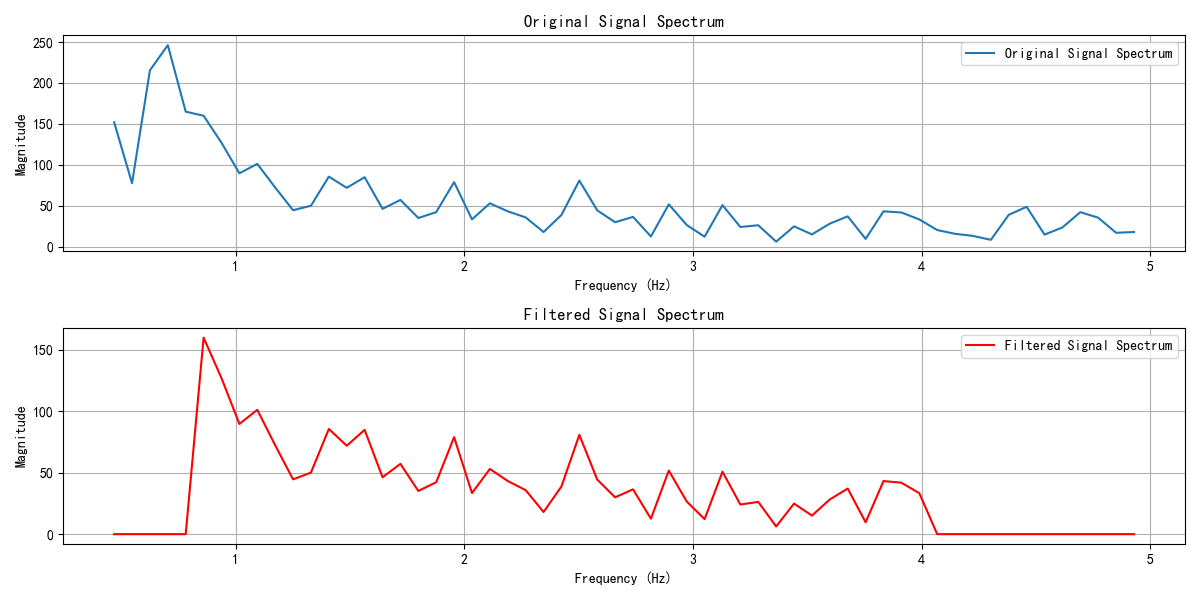 Original Signal Spectrum
Original Signal Spectrum
Magnitude
250
200
150
100
50
0
1
2
3
4
5
Frequency (Hz)
Filtered Signal Spectrum
Filtered Signal Spectrum
Magnitude
150
100
50
0
1
2
3
4
5
Frequency (Hz)